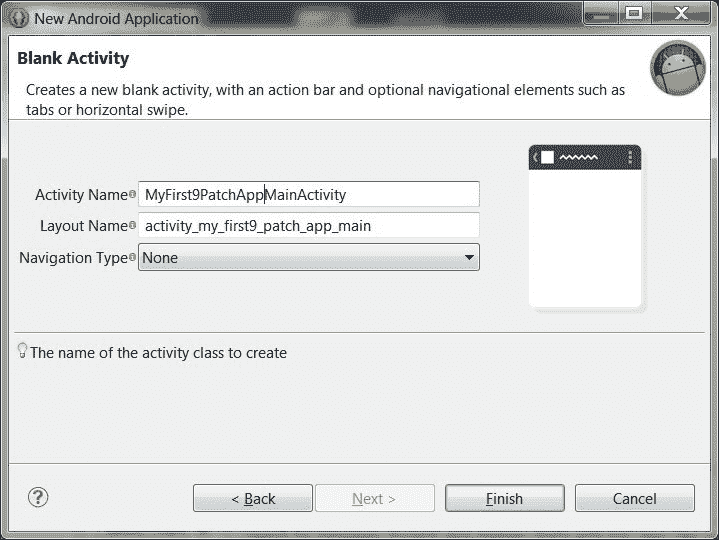 New Android Application
Blank Activity
Creates a new blank activity, with an action bar and optional navigational elements such as
tabs or horizontal swipe.
Activity Name MyFirst9PatchAppMainActivity
Layout Name activity_my_first9_patch_app_main
Navigation Type None
The name of the activity class to create
? < Back Next > Finish Cancel